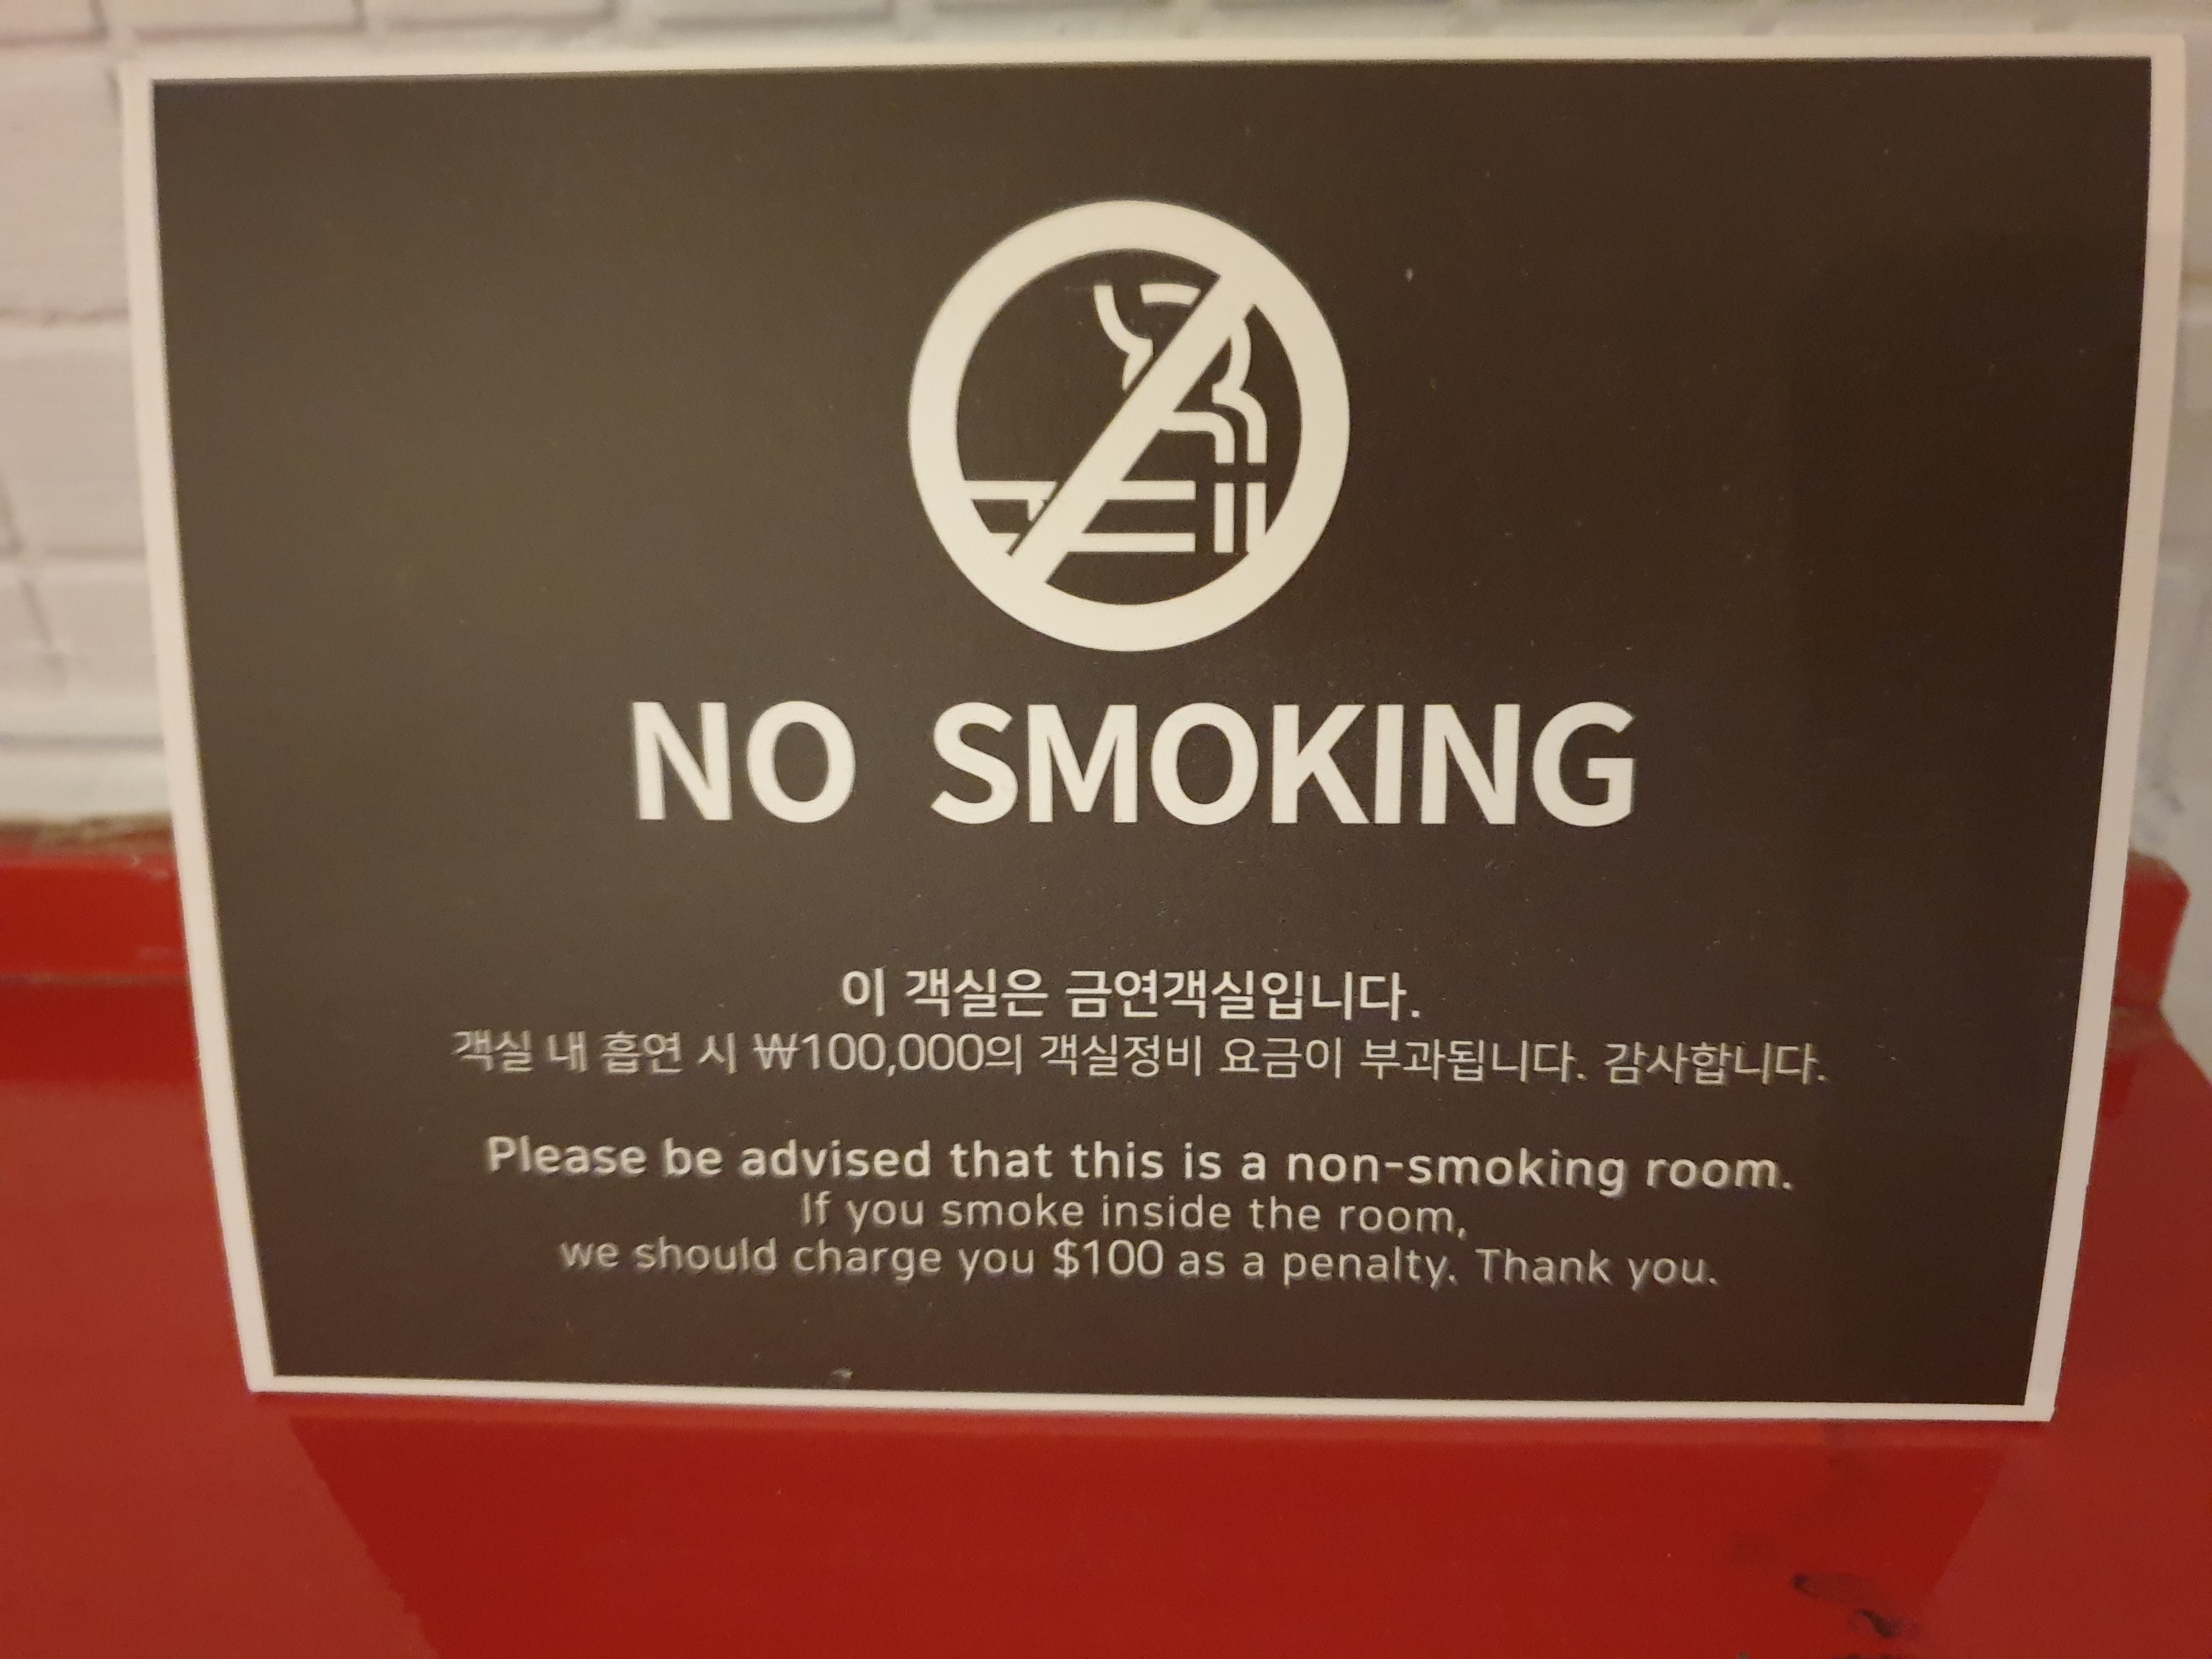 NO SMOKING
이 객실은 금연객실입니다.
객실 내 흡연 시 ₩100,000의 객실정비 요금이 부과됩니다. 감사합니다.
Please be advised that this is a non-smoking room.
If you smoke inside the room,
we should charge you $100 as a penalty. Thank you.